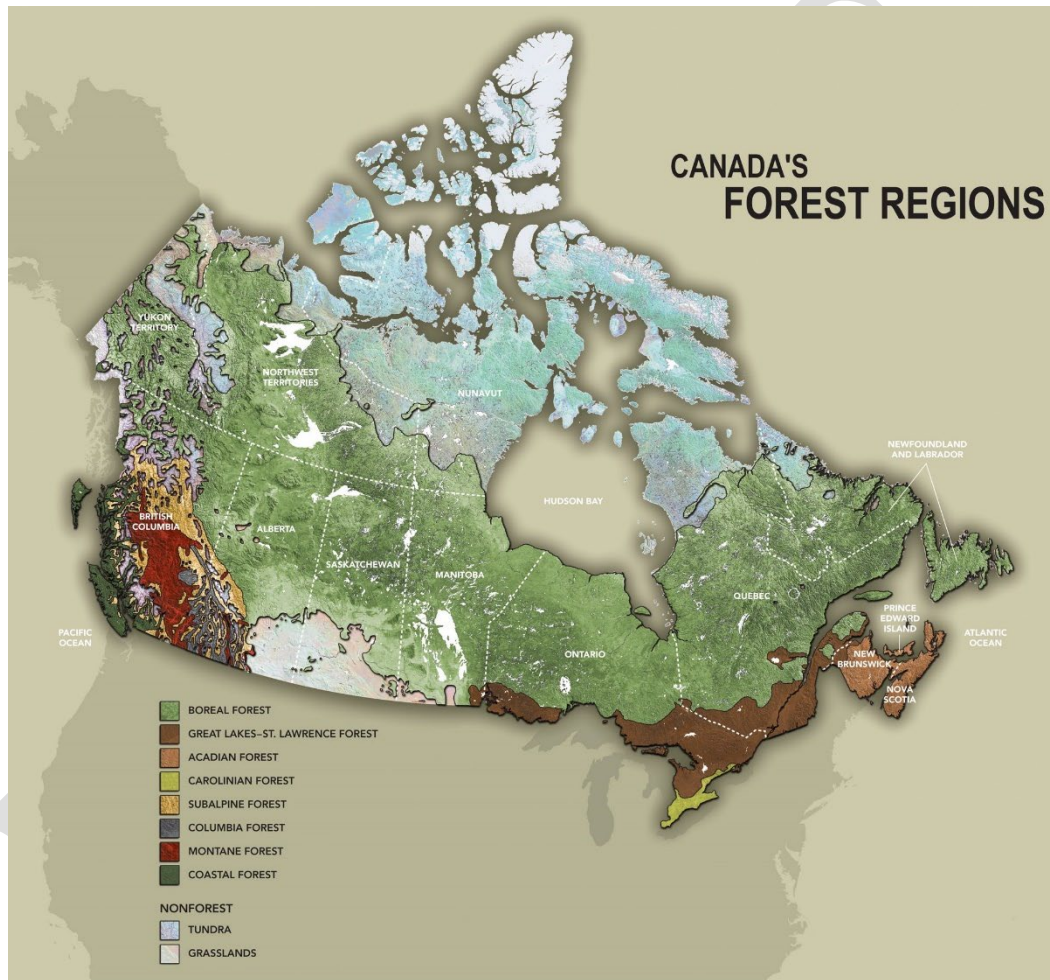 CANADA'S
FOREST REGIONS
YUKON
TERRITORY
NORTHWEST
TERRITORIES
NUNAVUT
NEWFOUNDLAND
AND LABRADOR
HUDSON BAY
BRITISH
COLUMBIA
ALBERTA
SASKATCHEWAN
MANITOBA
QUEBEC
PRINCE
EDWARD
ISLAND
PACIFIC
OCEAN
ATLANTIC
OCEAN
ONTARIO
NEW
BRUNSWICK
NOVA
SCOTIA
BOREAL FOREST
GREAT LAKES–ST. LAWRENCE FOREST
ACADIAN FOREST
CAROLINIAN FOREST
SUBALPINE FOREST
COLUMBIA FOREST
MONTANE FOREST
COASTAL FOREST
NONFOREST
TUNDRA
GRASSLANDS